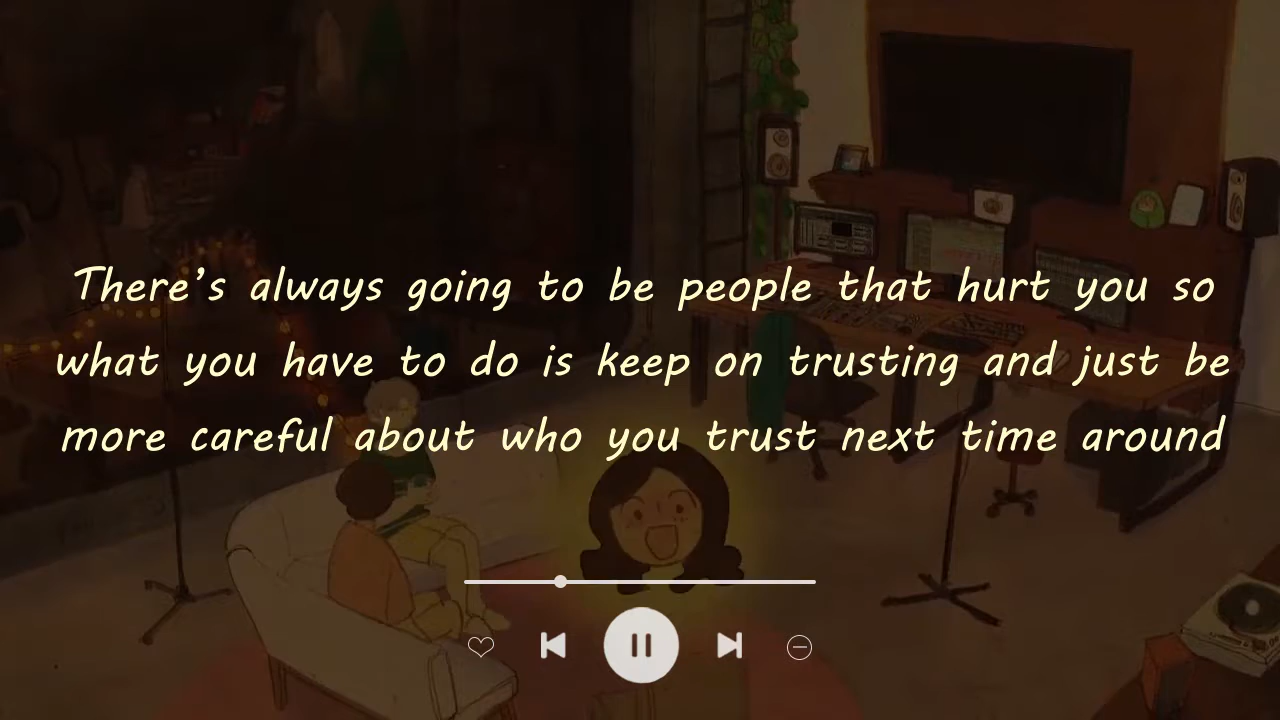 There’s always going to be people that hurt you so
what you have to do is keep on trusting and just be
more careful about who you trust next time around